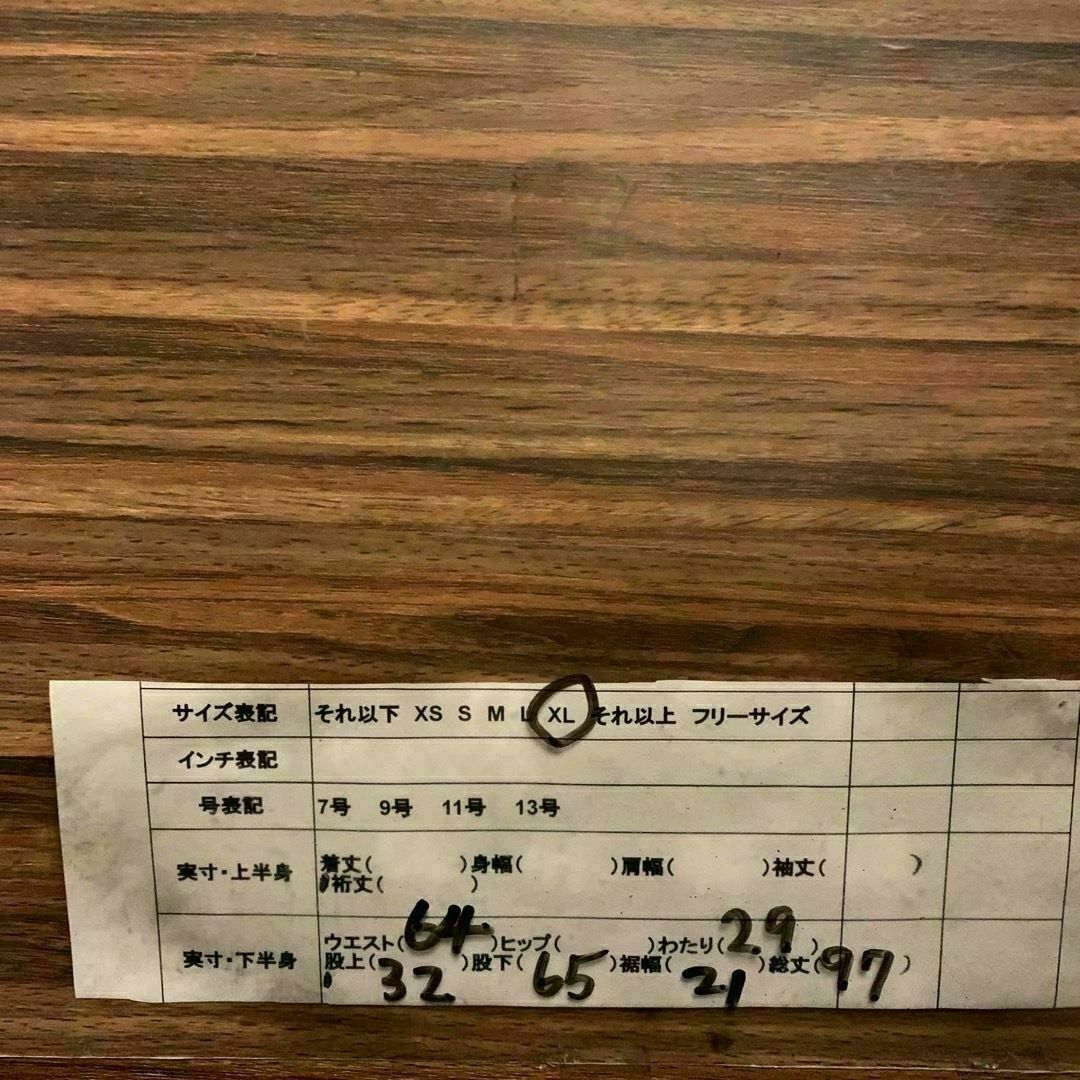 サイズ表記 それ以下 XS S M L XL それ以上 フリーサイズ
インチ表記
号表記 7号 9号 11号 13号
実寸・上半身 着丈( )身幅( )肩幅( )袖丈( )
裄丈( )
実寸・下半身 ウエスト(64)ヒップ( )わたり(29)
股上(32)股下(65)裾幅(21)総丈(97)